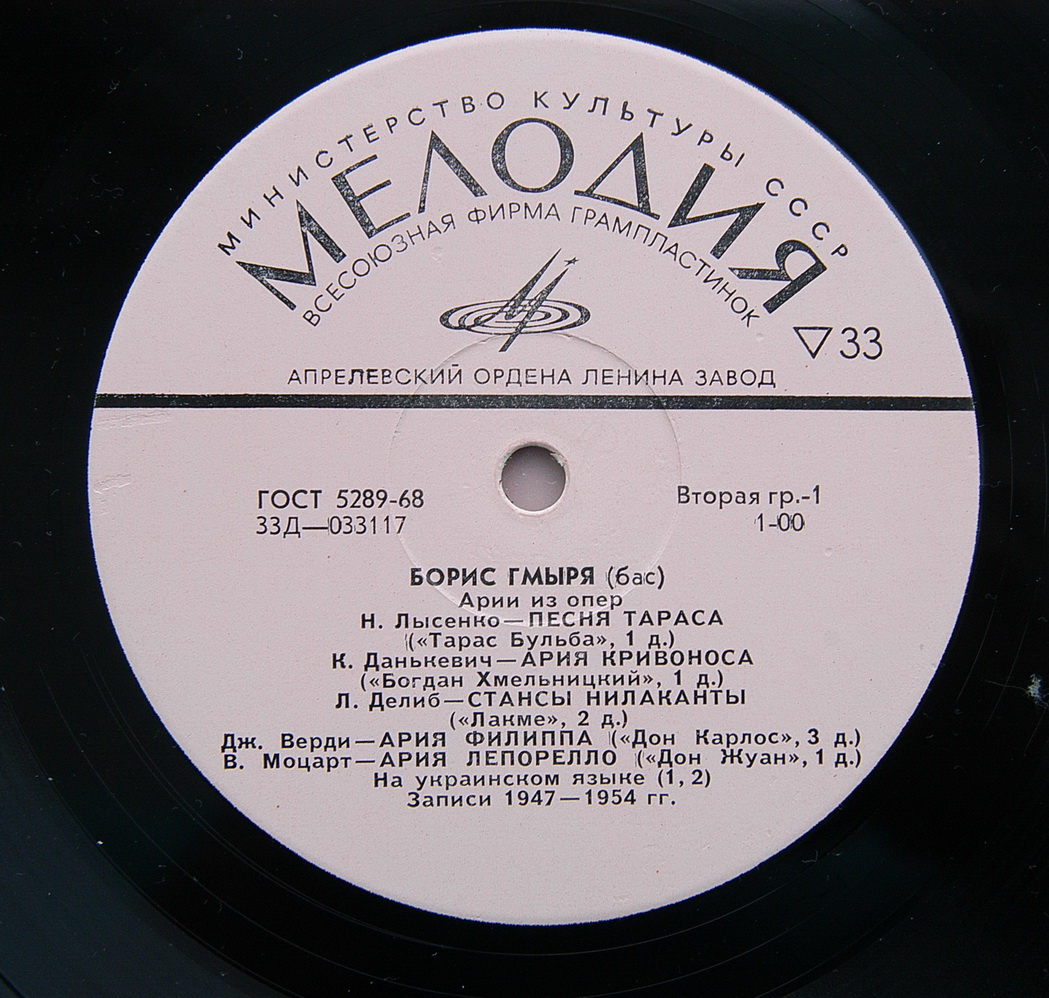 МИНИСТЕРСТВО КУЛЬТУРЫ СССР
МЕЛОДИЯ
ВСЕСОЮЗНАЯ ФИРМА ГРАМПЛАСТИНОК
▽33
АПРЕЛЕВСКИЙ ОРДЕНА ЛЕНИНА ЗАВОД
ГОСТ 5289-68
33Д—033117
Вторая гр.-1
1-00
БОРИС ГМЫРЯ (бас)
Арии из опер
Н. Лысенко—ПЕСНЯ ТАРАСА
(«Тарас Бульба», 1 д.)
К. Данькевич—АРИЯ КРИВОНОСА
(«Богдан Хмельницкий», 1 д.)
Л. Делиб—СТАНСЫ НИЛАКАНТЫ
(«Лакме», 2 д.)
Дж. Верди—АРИЯ ФИЛИППА («Дон Карлос», 3 д.)
В. Моцарт—АРИЯ ЛЕПОРЕЛЛО («Дон Жуан», 1 д.)
На украинском языке (1, 2)
Записи 1947—1954 гг.